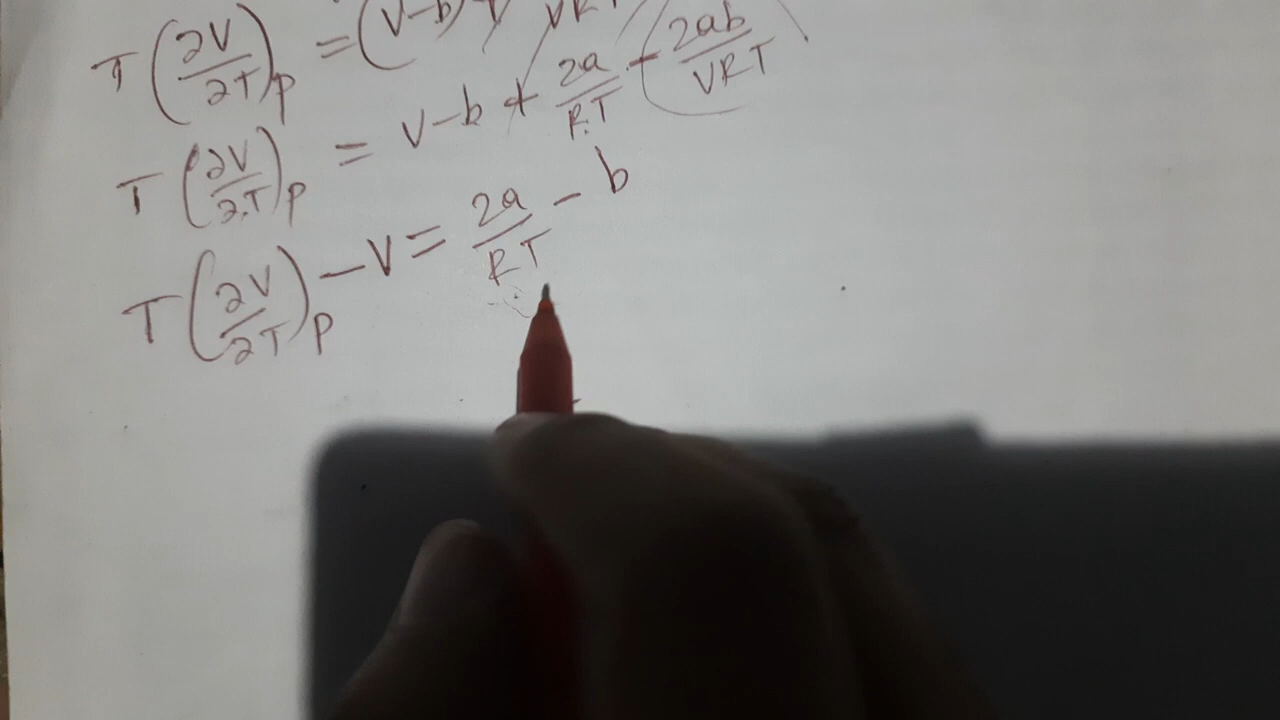 T(∂V/∂T)p = (V-b)
T(∂V/∂T)p = V-b + 2a/RT - 2ab/VRT
T(∂V/∂T)p - V = 2a/RT - b